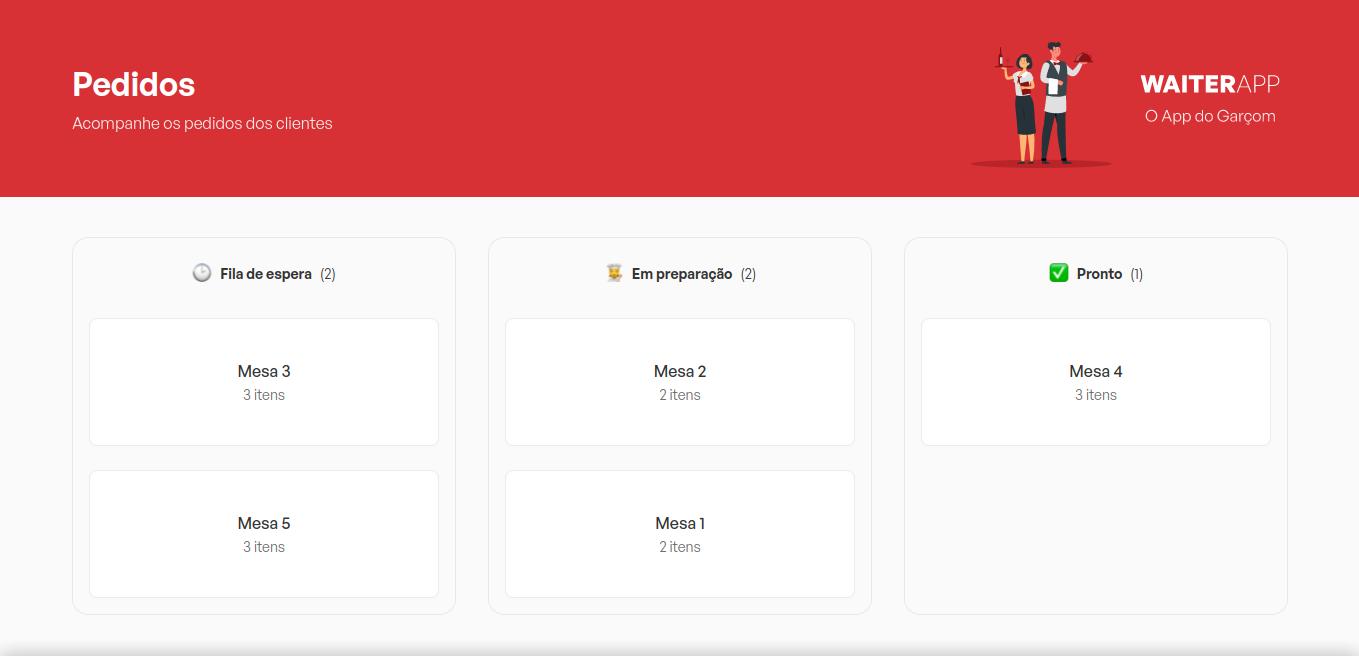 Pedidos
Acompanhe os pedidos dos clientes
WAITERAPP
O App do Garçom
Fila de espera (2)
Mesa 3
3 itens
Mesa 5
3 itens
Em preparação (2)
Mesa 2
2 itens
Mesa 1
2 itens
Pronto (1)
Mesa 4
3 itens